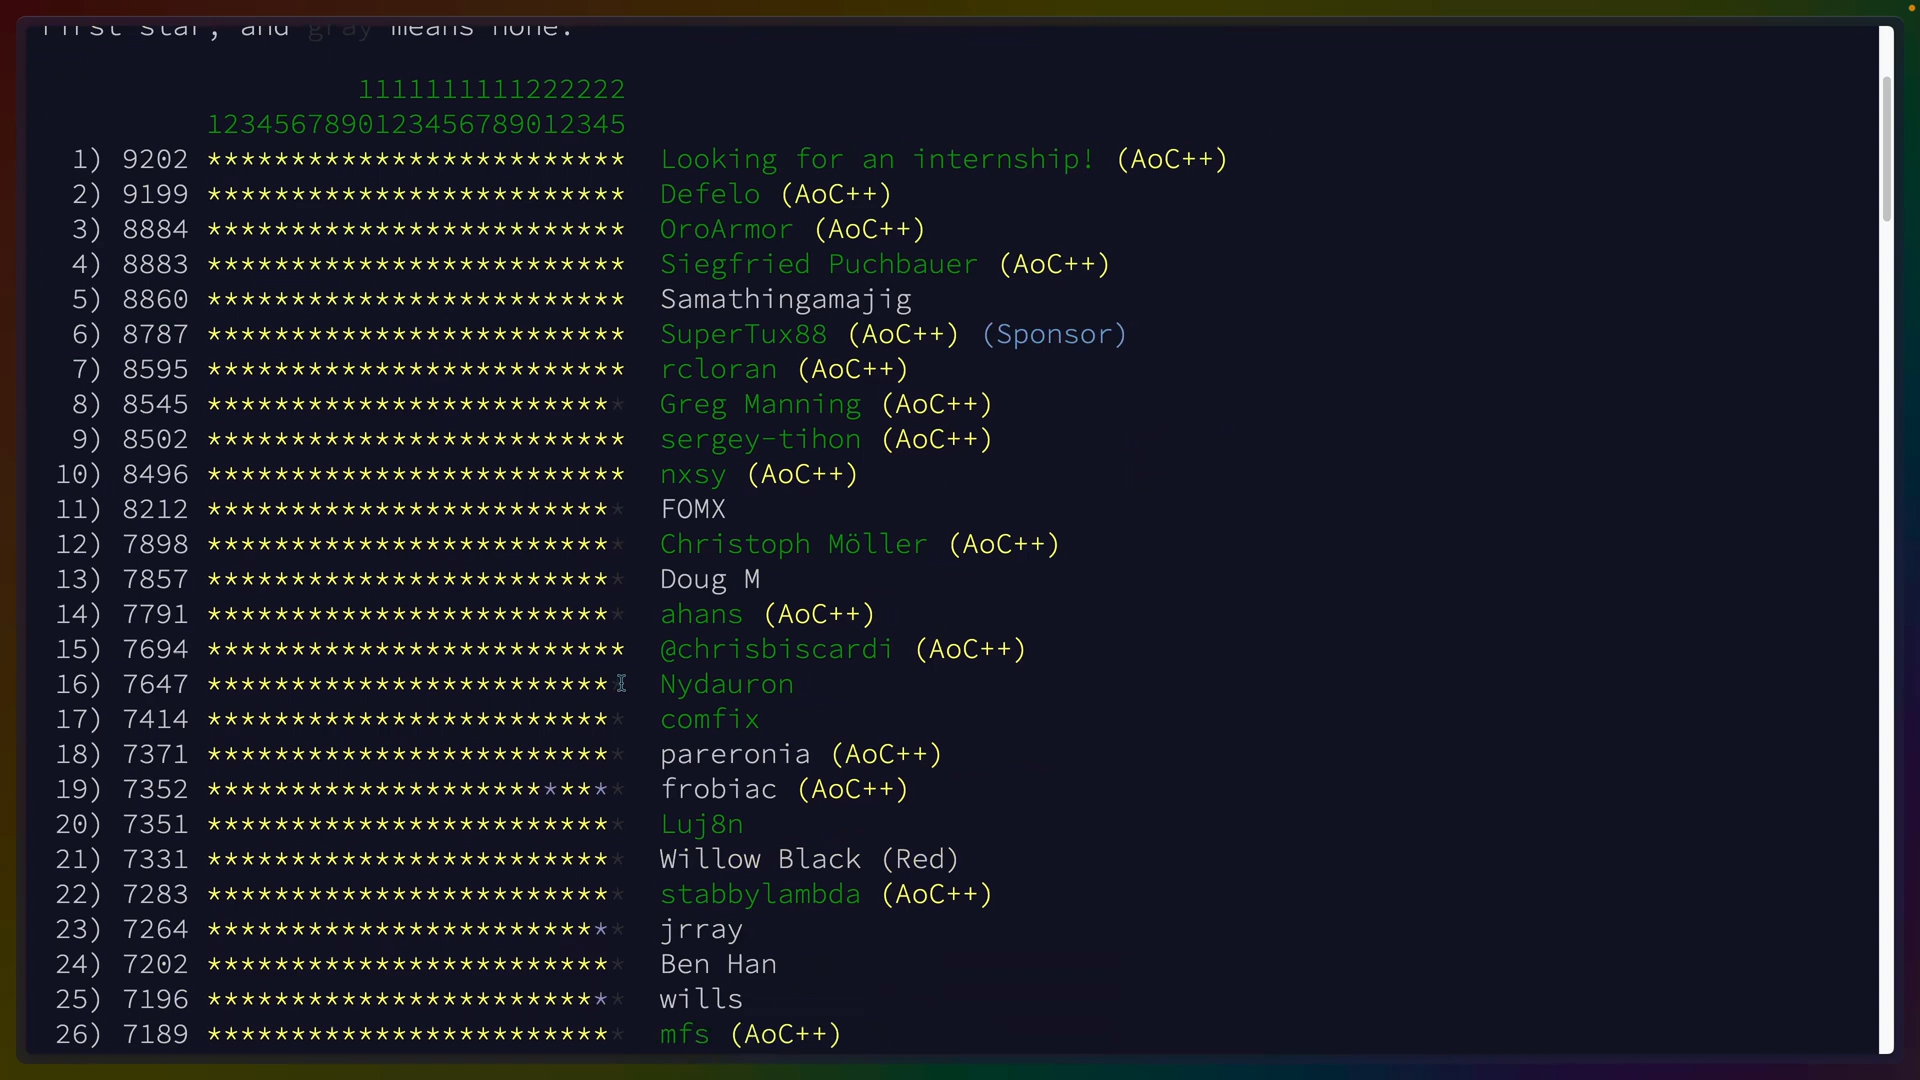 First star, and gray means none.
1111111111222222
1234567890123456789012345
1) 9202 ************************* Looking for an internship! (AoC++)
2) 9199 ************************* Defelo (AoC++)
3) 8884 ************************* OroArmor (AoC++)
4) 8883 ************************* Siegfried Puchbauer (AoC++)
5) 8860 ************************* Samathingamajig
6) 8787 ************************* SuperTux88 (AoC++) (Sponsor)
7) 8595 ************************* rcloran (AoC++)
8) 8545 ************************* Greg Manning (AoC++)
9) 8502 ************************* sergey-tihon (AoC++)
10) 8496 ************************* nxsy (AoC++)
11) 8212 ************************* FOMX
12) 7898 ************************* Christoph Möller (AoC++)
13) 7857 ************************* Doug M
14) 7791 ************************* ahans (AoC++)
15) 7694 ************************* @chrisbiscardi (AoC++)
16) 7647 ************************* Nydauron
17) 7414 ************************* comfix
18) 7371 ************************* pareronia (AoC++)
19) 7352 ************************* frobiac (AoC++)
20) 7351 ************************* Luj8n
21) 7331 ************************* Willow Black (Red)
22) 7283 ************************* stabbylambda (AoC++)
23) 7264 ************************* jrray
24) 7202 ************************* Ben Han
25) 7196 ************************* wills
26) 7189 ************************* mfs (AoC++)